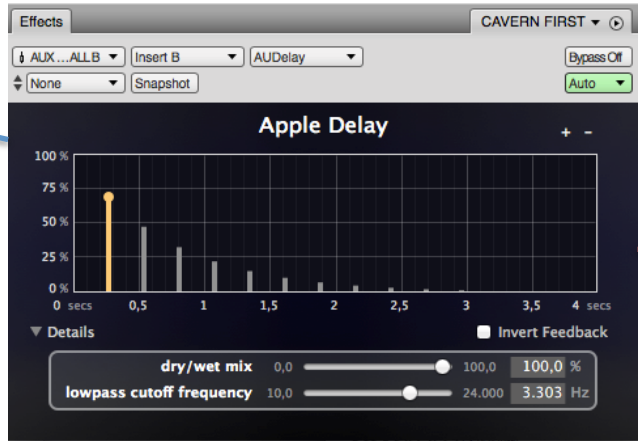 Effects CAVERN FIRST
AUX ...ALL B Insert B AUDelay Bypass Off
None Snapshot Auto
Apple Delay + -
100 %
75 %
50 %
25 %
0 %
0 secs 0,5 1 1,5 2 2,5 3 3,5 4 secs
Details Invert Feedback
dry/wet mix 0,0 100,0 100,0 %
lowpass cutoff frequency 10,0 24.000 3.303 Hz